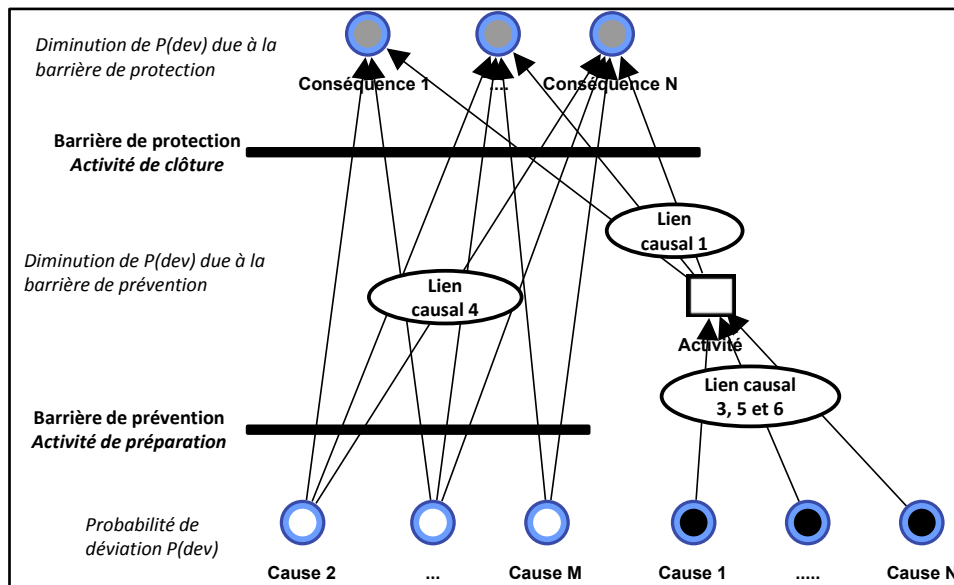 Diminution de P(dev) due à la
barrière de protection
Conséquence 1
....
Conséquence N
Barrière de protection
Activité de clôture
Lien
causal 1
Diminution de P(dev) due à la
barrière de prévention
Lien
causal 4
Activité
Lien causal
3, 5 et 6
Barrière de prévention
Activité de préparation
Probabilité de
déviation P(dev)
Cause 2
...
Cause M
Cause 1
.....
Cause N